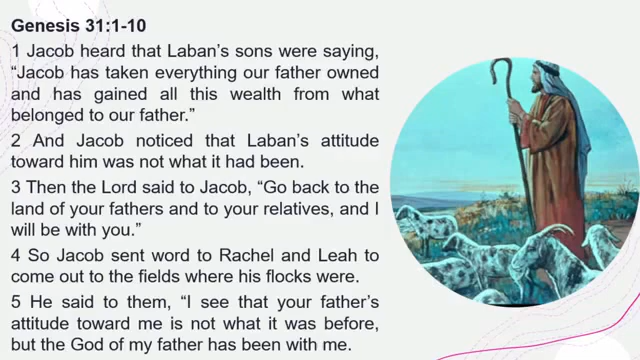 Genesis 31:1-10
1 Jacob heard that Laban’s sons were saying,
“Jacob has taken everything our father owned
and has gained all this wealth from what
belonged to our father.”
2 And Jacob noticed that Laban’s attitude
toward him was not what it had been.
3 Then the Lord said to Jacob, “Go back to the
land of your fathers and to your relatives, and I
will be with you.”
4 So Jacob sent word to Rachel and Leah to
come out to the fields where his flocks were.
5 He said to them, “I see that your father’s
attitude toward me is not what it was before,
but the God of my father has been with me.